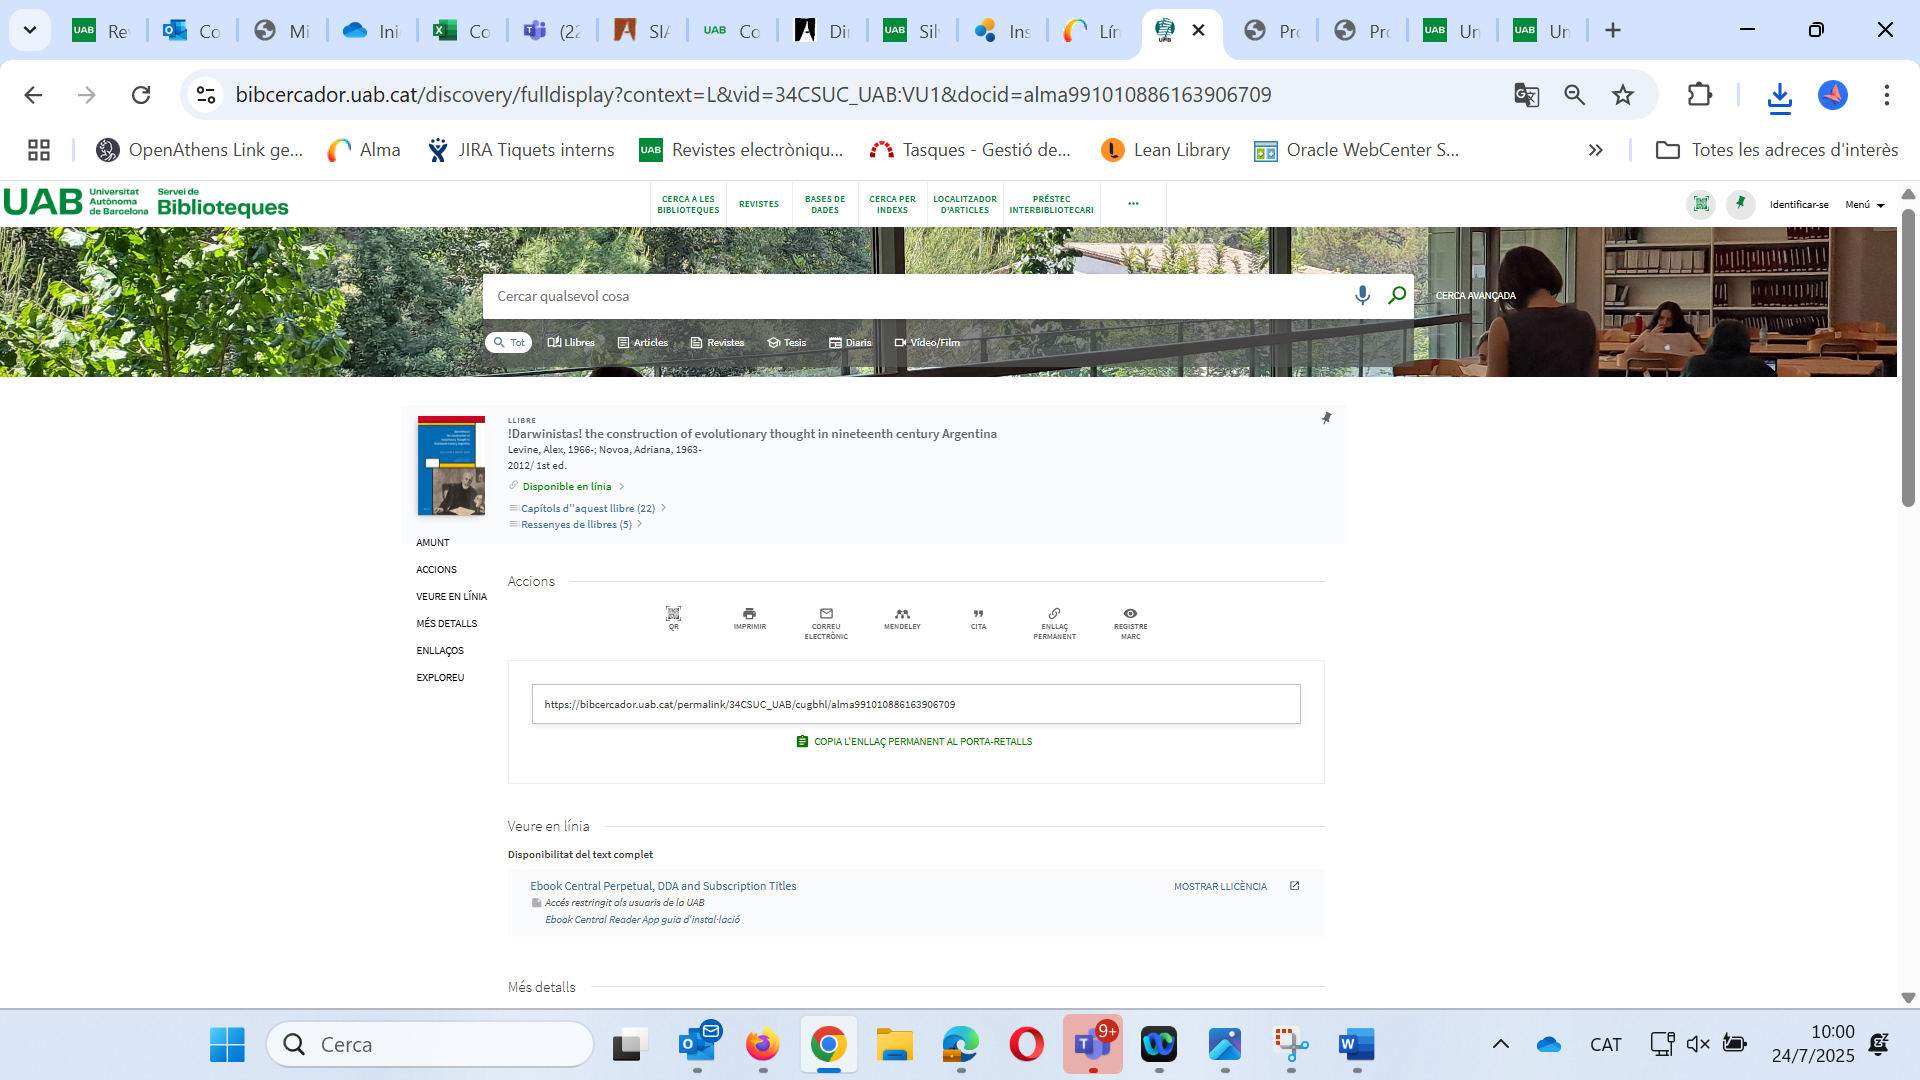 Re
Co
Mi
Ini
Co
(22
SIA
UAB Co
Dir
UAB Silv
Ins
Lín
Pro
Pro
UAB Un
UAB Un
bibcercador.uab.cat/discovery/fulldisplay?context=L&vid=34CSUC_UAB:VU1&docid=alma991010886163906709
OpenAthens Link ge...
Alma
JIRA Tiquets interns
UAB Revistes electròniqu...
Tasques - Gestió de...
Lean Library
Oracle WebCenter S...
Totes les adreces d'interès
UAB Universitat Autònoma de Barcelona
Servei de Biblioteques
CERCA A LES BIBLIOTEQUES
REVISTES
BASES DE DADES
CERCA PER INDEXS
LOCALITZADOR D'ARTICLES
PRÉSTEC INTERBIBLIOTECARI
...
Identificar-se
Menú
Cercar qualsevol cosa
CERCA AVANÇADA
Tot
Llibres
Articles
Revistes
Tesis
Diaris
Vídeo/Film
LLIBRE
!Darwinistas! the construction of evolutionary thought in nineteenth century Argentina
Levine, Alex, 1966-; Novoa, Adriana, 1963-
2012/ 1st ed.
Disponible en línia
Capítols d''aquest llibre (22)
Ressenyes de llibres (5)
AMUNT
ACCIONS
VEURE EN LÍNIA
MÉS DETALLS
ENLLAÇOS
EXPLOREU
Accions
QR
IMPRIMIR
CORREU ELECTRÒNIC
MENDELEY
CITA
ENLLAÇ PERMANENT
REGISTRE MARC
https://bibcercador.uab.cat/permalink/34CSUC_UAB/cugbhl/alma991010886163906709
COPIA L'ENLLAÇ PERMANENT AL PORTA-RETALLS
Veure en línia
Disponibilitat del text complet
Ebook Central Perpetual, DDA and Subscription Titles
MOSTRAR LLICÈNCIA
Accés restringit als usuaris de la UAB
Ebook Central Reader App guia d'instal·lació
Més detalls
Cerca
9+
CAT
10:00
24/7/2025